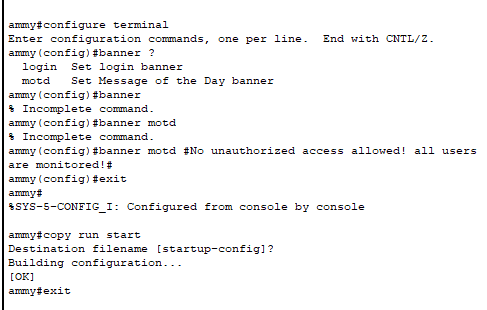 ammy#configure terminal
Enter configuration commands, one per line.  End with CNTL/Z.
ammy(config)#banner ?
  login  Set login banner
  motd   Set Message of the Day banner
ammy(config)#banner
% Incomplete command.
ammy(config)#banner motd
% Incomplete command.
ammy(config)#banner motd #No unauthorized access allowed! all users
are monitored!#
ammy(config)#exit
ammy#
%SYS-5-CONFIG_I: Configured from console by console

ammy#copy run start
Destination filename [startup-config]?
Building configuration...
[OK]
ammy#exit